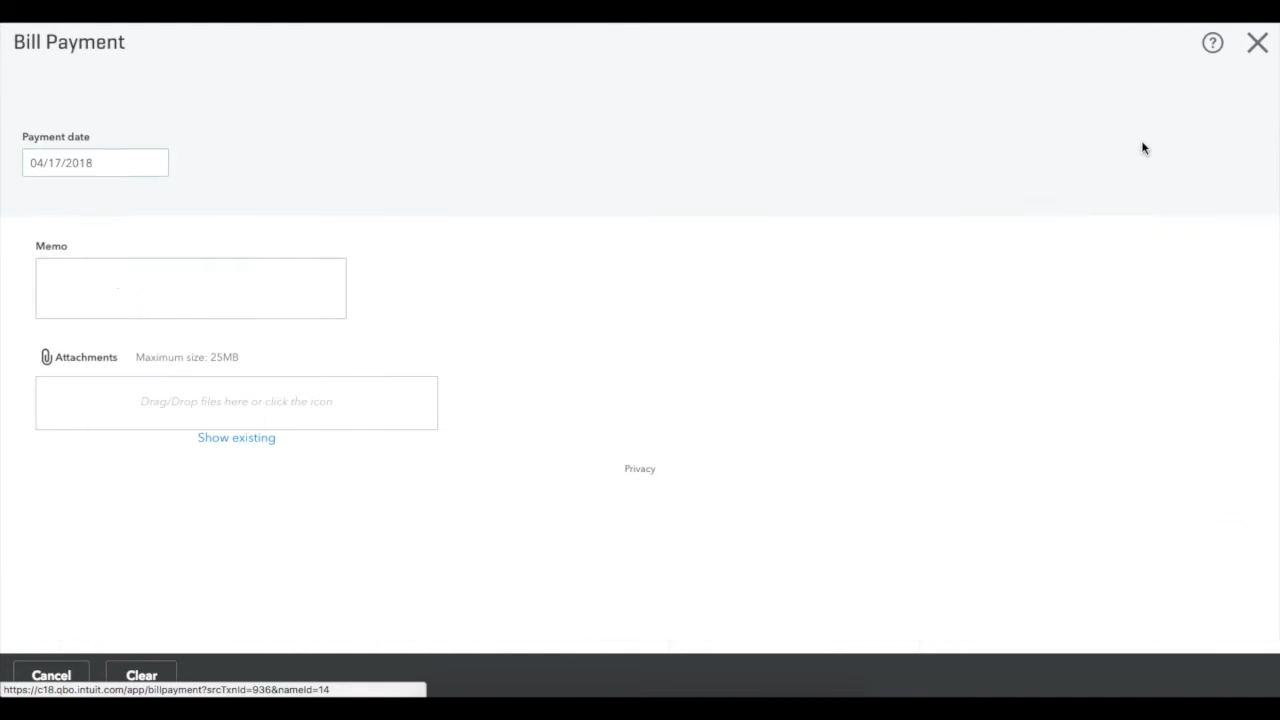 Bill Payment
?
Payment date
04/17/2018
Memo
Attachments Maximum size: 25MB
Drag/Drop files here or click the icon
Show existing
Privacy
Cancel Clear
https://c18.qbo.intuit.com/app/billpayment?srcTxnId=936&nameId=14